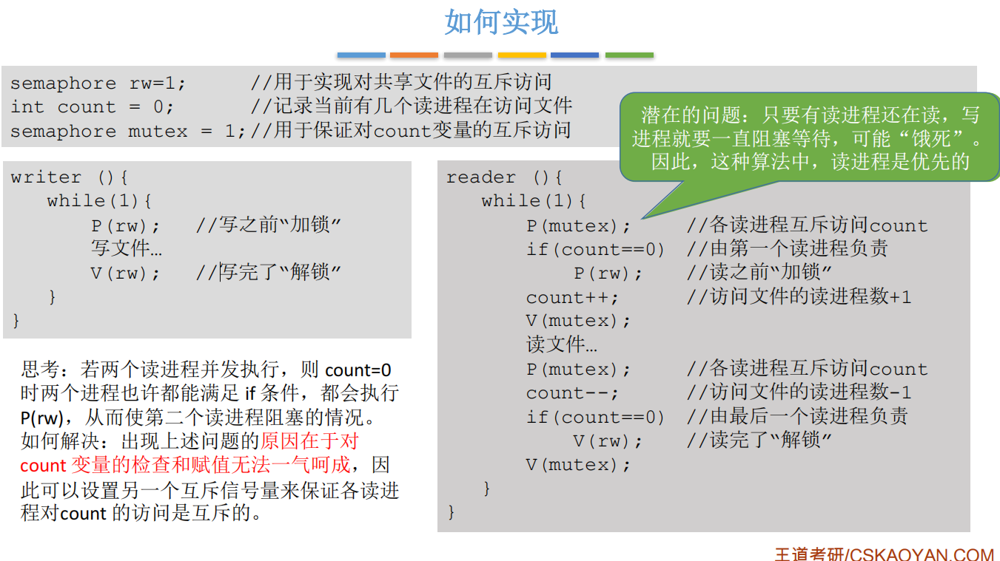 如何实现
semaphore rw=1; //用于实现对共享文件的互斥访问
int count = 0; //记录当前有几个读进程在访问文件
semaphore mutex = 1;//用于保证对count变量的互斥访问
潜在的问题：只要有读进程还在读，写
进程就要一直阻塞等待，可能“饿死”。
因此，这种算法中，读进程是优先的
writer (){
while(1){
P(rw); //写之前“加锁”
写文件…
V(rw); //写完了“解锁”
}
}
思考：若两个读进程并发执行，则 count=0
时两个进程也许都能满足 if 条件，都会执行
P(rw)，从而使第二个读进程阻塞的情况。
如何解决：出现上述问题的原因在于对
count 变量的检查和赋值无法一气呵成，因
此可以设置另一个互斥信号量来保证各读进
程对count 的访问是互斥的。
reader (){
while(1){
P(mutex); //各读进程互斥访问count
if(count==0) //由第一个读进程负责
P(rw); //读之前“加锁”
count++; //访问文件的读进程数+1
V(mutex);
读文件…
P(mutex); //各读进程互斥访问count
count--; //访问文件的读进程数-1
if(count==0) //由最后一个读进程负责
V(rw); //读完了“解锁”
V(mutex);
}
}
王道考研/CSKAOYAN.COM